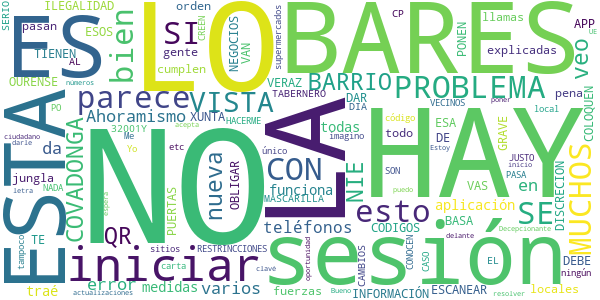 ILEGALIDAD
CREEN
SERIO
pasan
ESOS
TIENEN
AL
ES
bien
LO
BARES
orden
SI
gente
cumplen
NEGOCIOS
VAN
supermercados
CP
PONEN
llamas
explicadas
APP
UE
veo
OURENSE
números
parece
VISTA
VERAZ
BARRIO
TABERNERO
DAR
DIA
PROBLEMA
pena
COLOQUEN
PO
Ahoramismo
XUNTA
HACERME
todas
VECINOS
poner
local
ESTA
COVADONGA
32001Y
Me
Yo
acepta
NO
LA
HAY
código
imagino
todo
ESA
DE
Estoy
GRAVE
JUSTO
inicio
ciudadano
darle
da
jungla
letra
NADA
etc
único
OBLIGAR
nueva
CON
NIE
MASCARILLA
funciona
SON
puedo
aplicación
VAS
PASA
en
DISCRECION
MUCHOS
tampoco
TE
QR
espera
PUERTAS
sitios
RESTRINCCIONES
teléfonos
esto
CODIGOS
BASA
SE
delante
Decepcionante
iniciar
sesión
traé
error
actualizaciones
medidas
carta
clavé
varios
fuerzas
oportunidad
Bueno
CAMBIOS
INFORMACIÓN
CONOCEN
CASO
ESCANEAR
EL
resolver
DEBE
ningún
locales